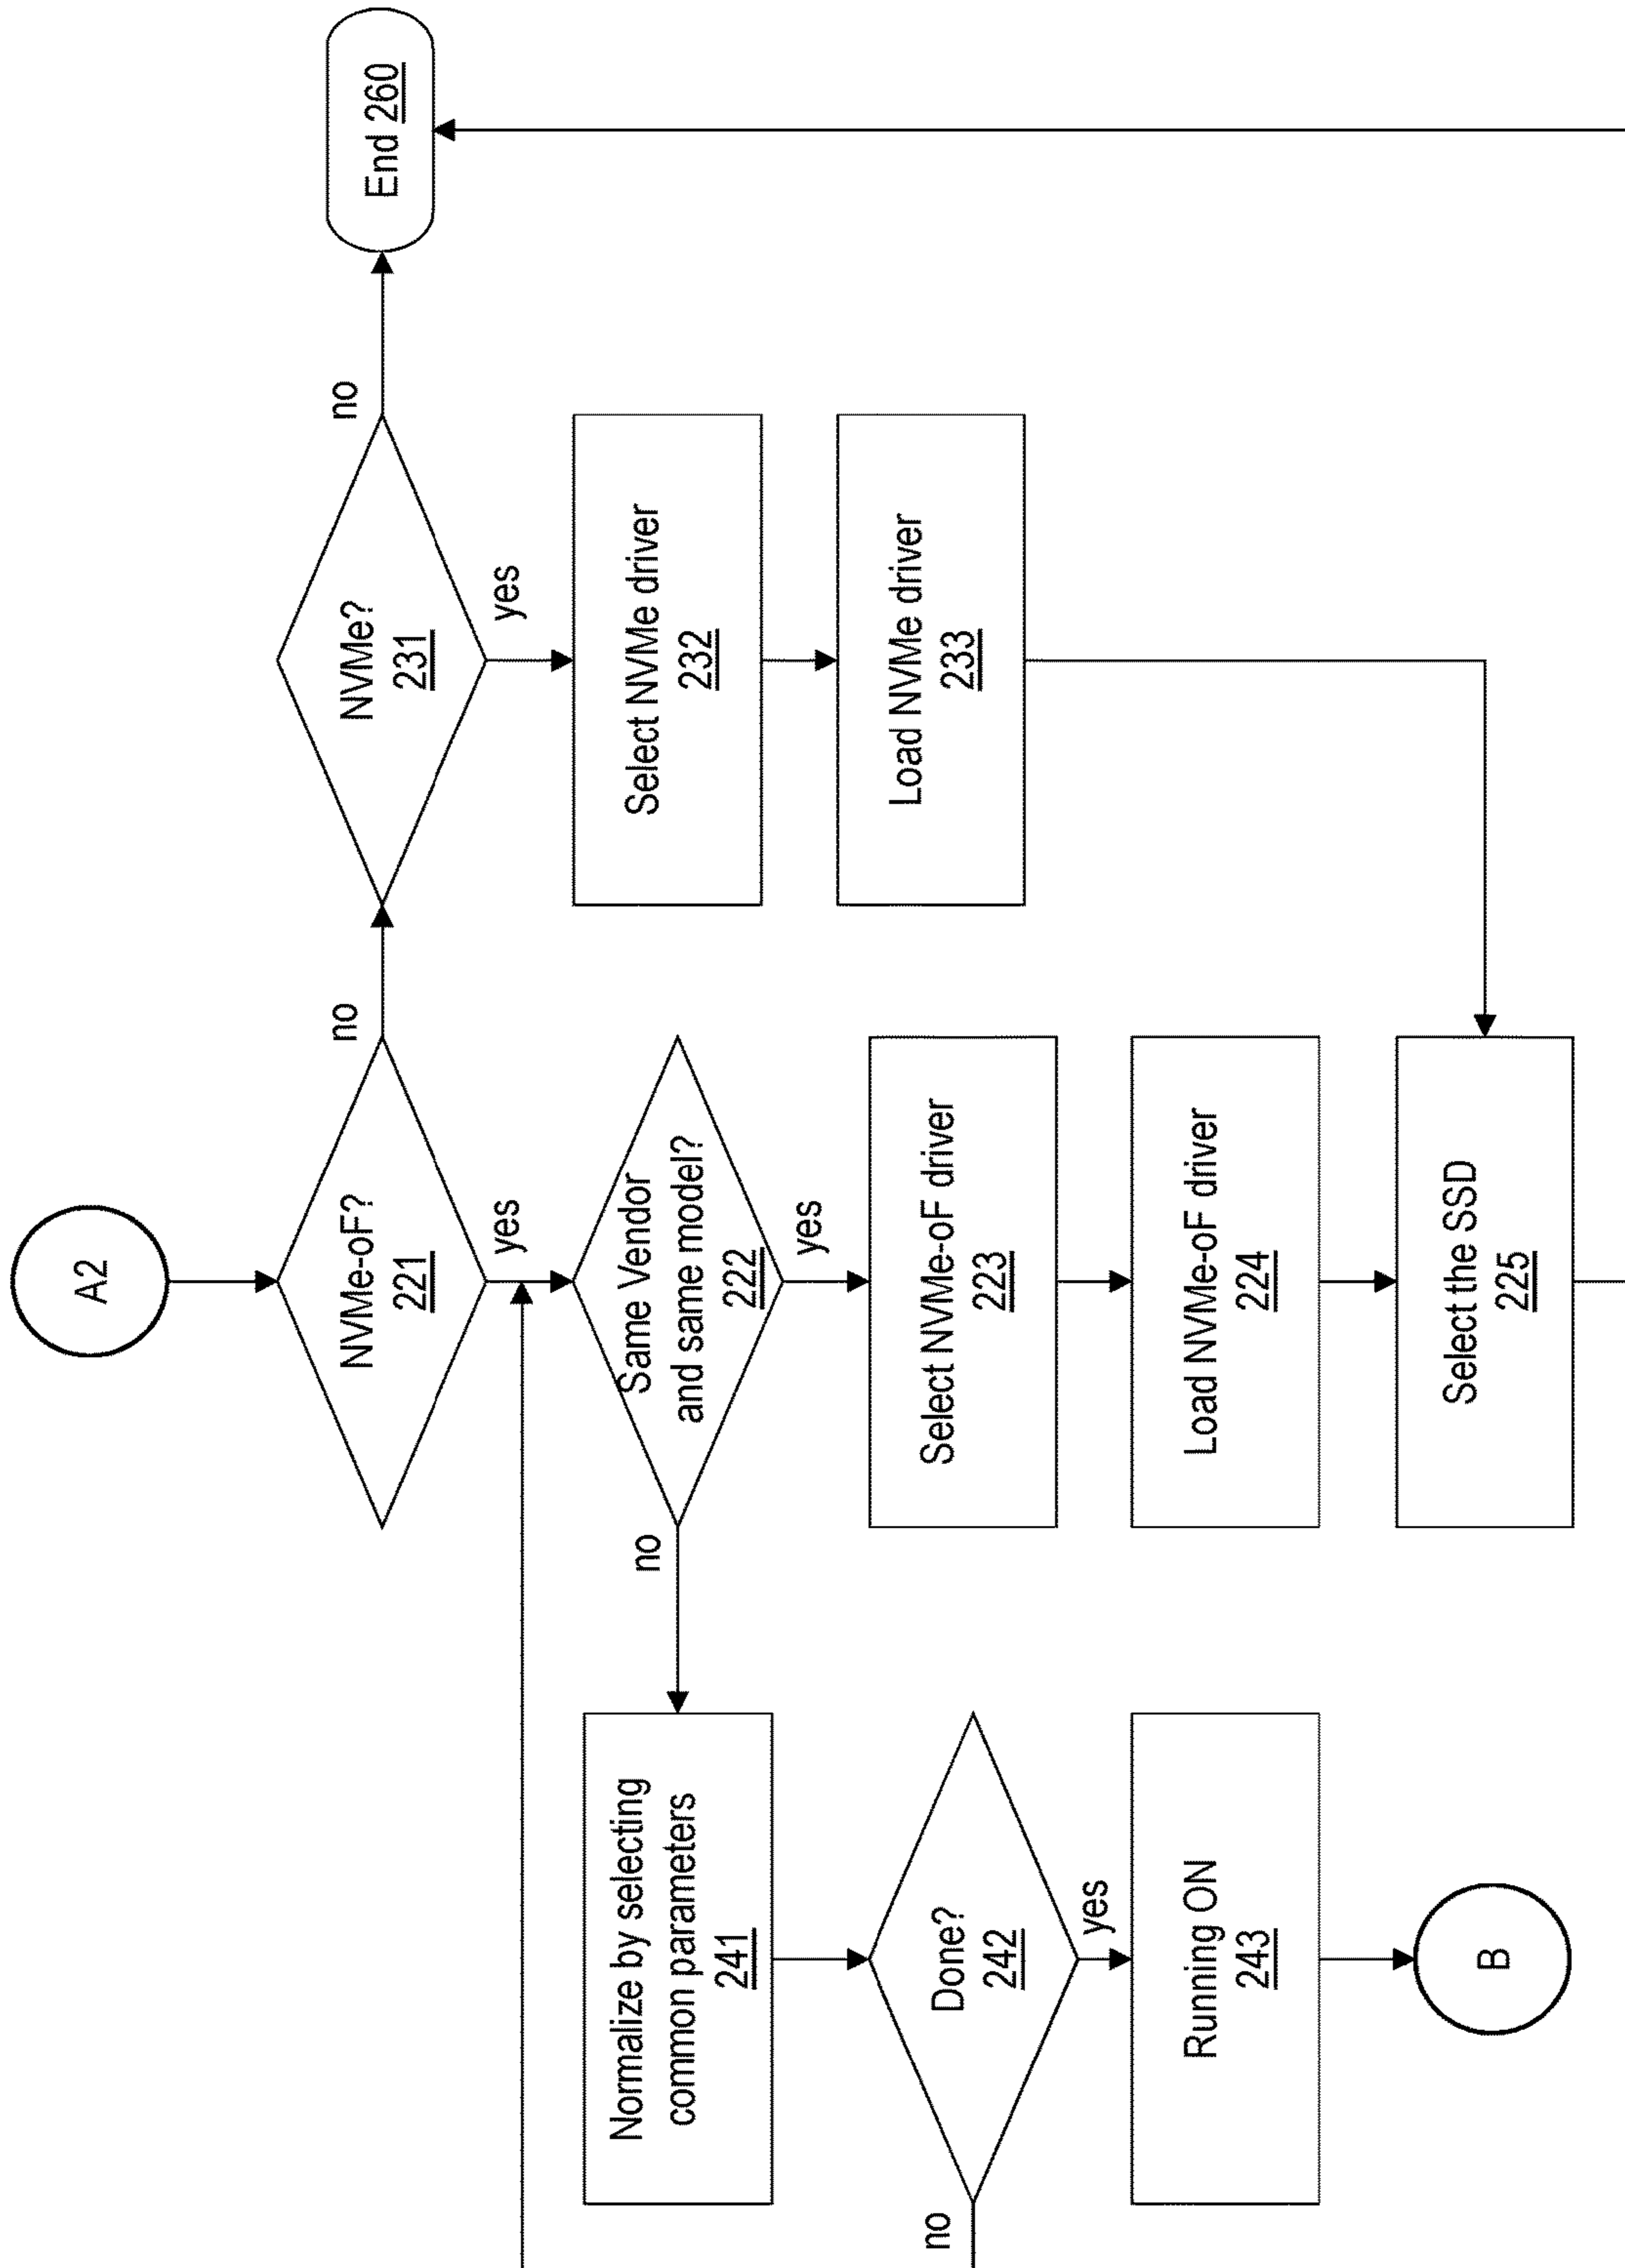 A2
NVMe-oF?
221
no
NVMe?
231
no
End 260
yes
Same Vendor
and same model?
222
yes
Select NVMe driver
232
Load NVMe driver
233
yes
Select NVMe-oF driver
223
Load NVMe-oF driver
224
Select the SSD
225
no
Normalize by selecting
common parameters
241
Done?
242
no
yes
Running ON
243
B